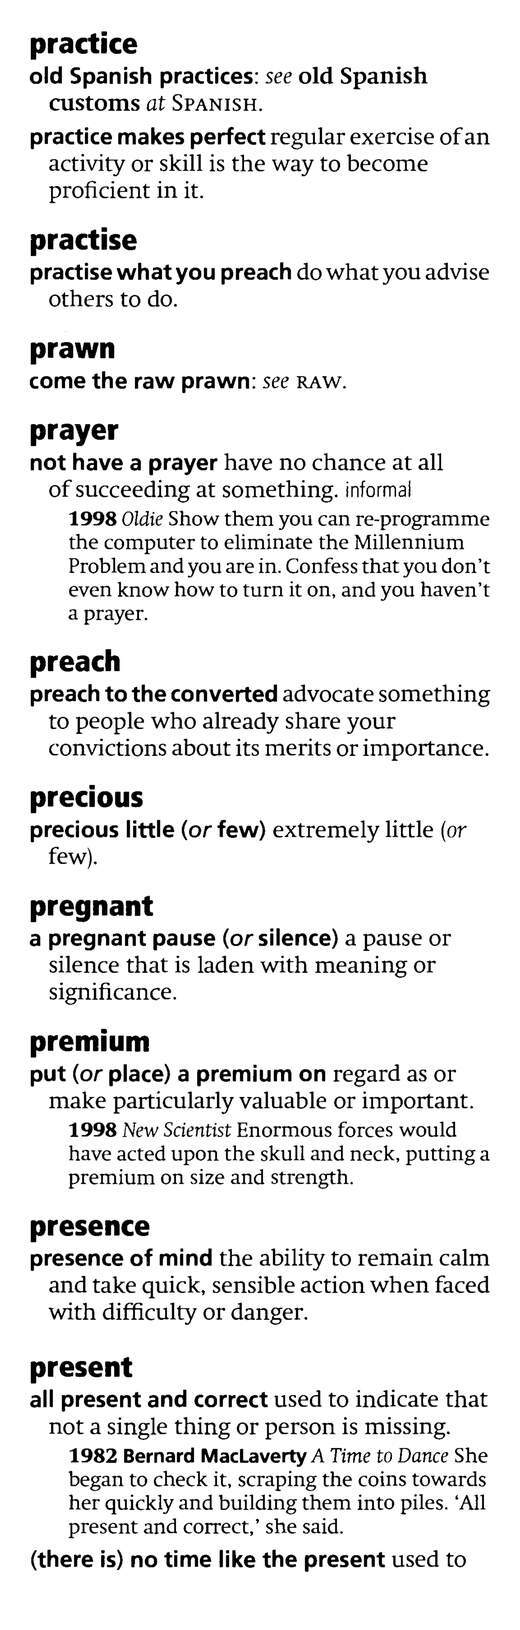 practice
old Spanish practices: see old Spanish
customs at SPANISH.
practice makes perfect regular exercise of an
activity or skill is the way to become
proficient in it.
practise
practise what you preach do what you advise
others to do.
prawn
come the raw prawn: see RAW.
prayer
not have a prayer have no chance at all
of succeeding at something. informal
1998 Oldie Show them you can re-programme
the computer to eliminate the Millennium
Problem and you are in. Confess that you don't
even know how to turn it on, and you haven't
a prayer.
preach
preach to the converted advocate something
to people who already share your
convictions about its merits or importance.
precious
precious little (or few) extremely little (or
few).
pregnant
a pregnant pause (or silence) a pause or
silence that is laden with meaning or
significance.
premium
put (or place) a premium on regard as or
make particularly valuable or important.
1998 New Scientist Enormous forces would
have acted upon the skull and neck, putting a
premium on size and strength.
presence
presence of mind the ability to remain calm
and take quick, sensible action when faced
with difficulty or danger.
present
all present and correct used to indicate that
not a single thing or person is missing.
1982 Bernard MacLaverty A Time to Dance She
began to check it, scraping the coins towards
her quickly and building them into piles. ‘All
present and correct,’ she said.
(there is) no time like the present used to